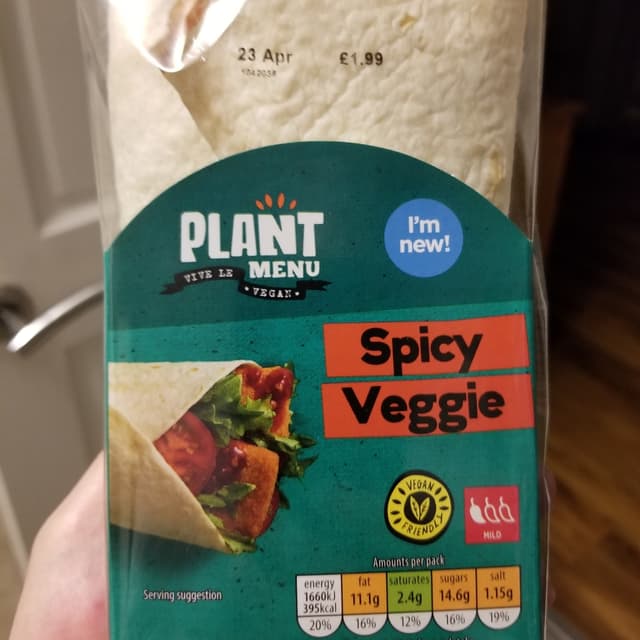 23 Apr £1.99
1042058
PLANT
MENU
VIVE LE
• VEGAN •
I'm
new!
Spicy
Veggie
VEGAN
FRIENDLY
MILD
Serving suggestion
Amounts per pack
energy fat saturates sugars salt
1660kJ 11.1g 2.4g 14.6g 1.15g
395kcal
20% 16% 12% 16% 19%